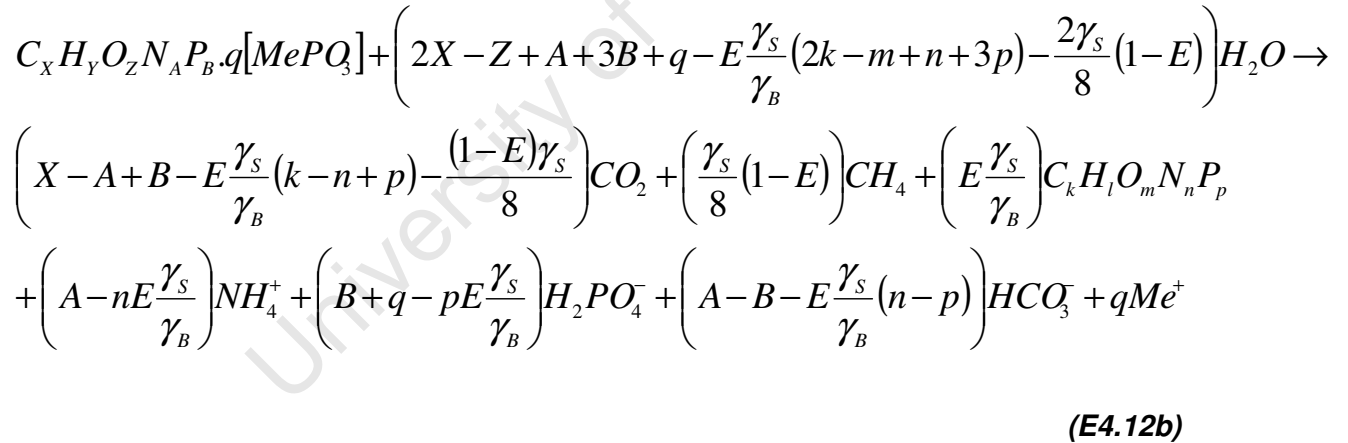 C_X H_Y O_Z N_A P_B.q[MePO_3] + (2X − Z + A + 3B + q − E γ_S/γ_B (2k − m + n + 3p) − 2γ_S/8 (1 − E)) H_2O →
(X − A + B − E γ_S/γ_B (k − n + p) − (1 − E)γ_S/8) CO_2 + (γ_S/8 (1 − E)) CH_4 + (E γ_S/γ_B) C_k H_l O_m N_n P_p
+ (A − nE γ_S/γ_B) NH_4^+ + (B + q − pE γ_S/γ_B) H_2PO_4^- + (A − B − E γ_S/γ_B (n − p)) HCO_3^- + qMe^+
(E4.12b)
University of